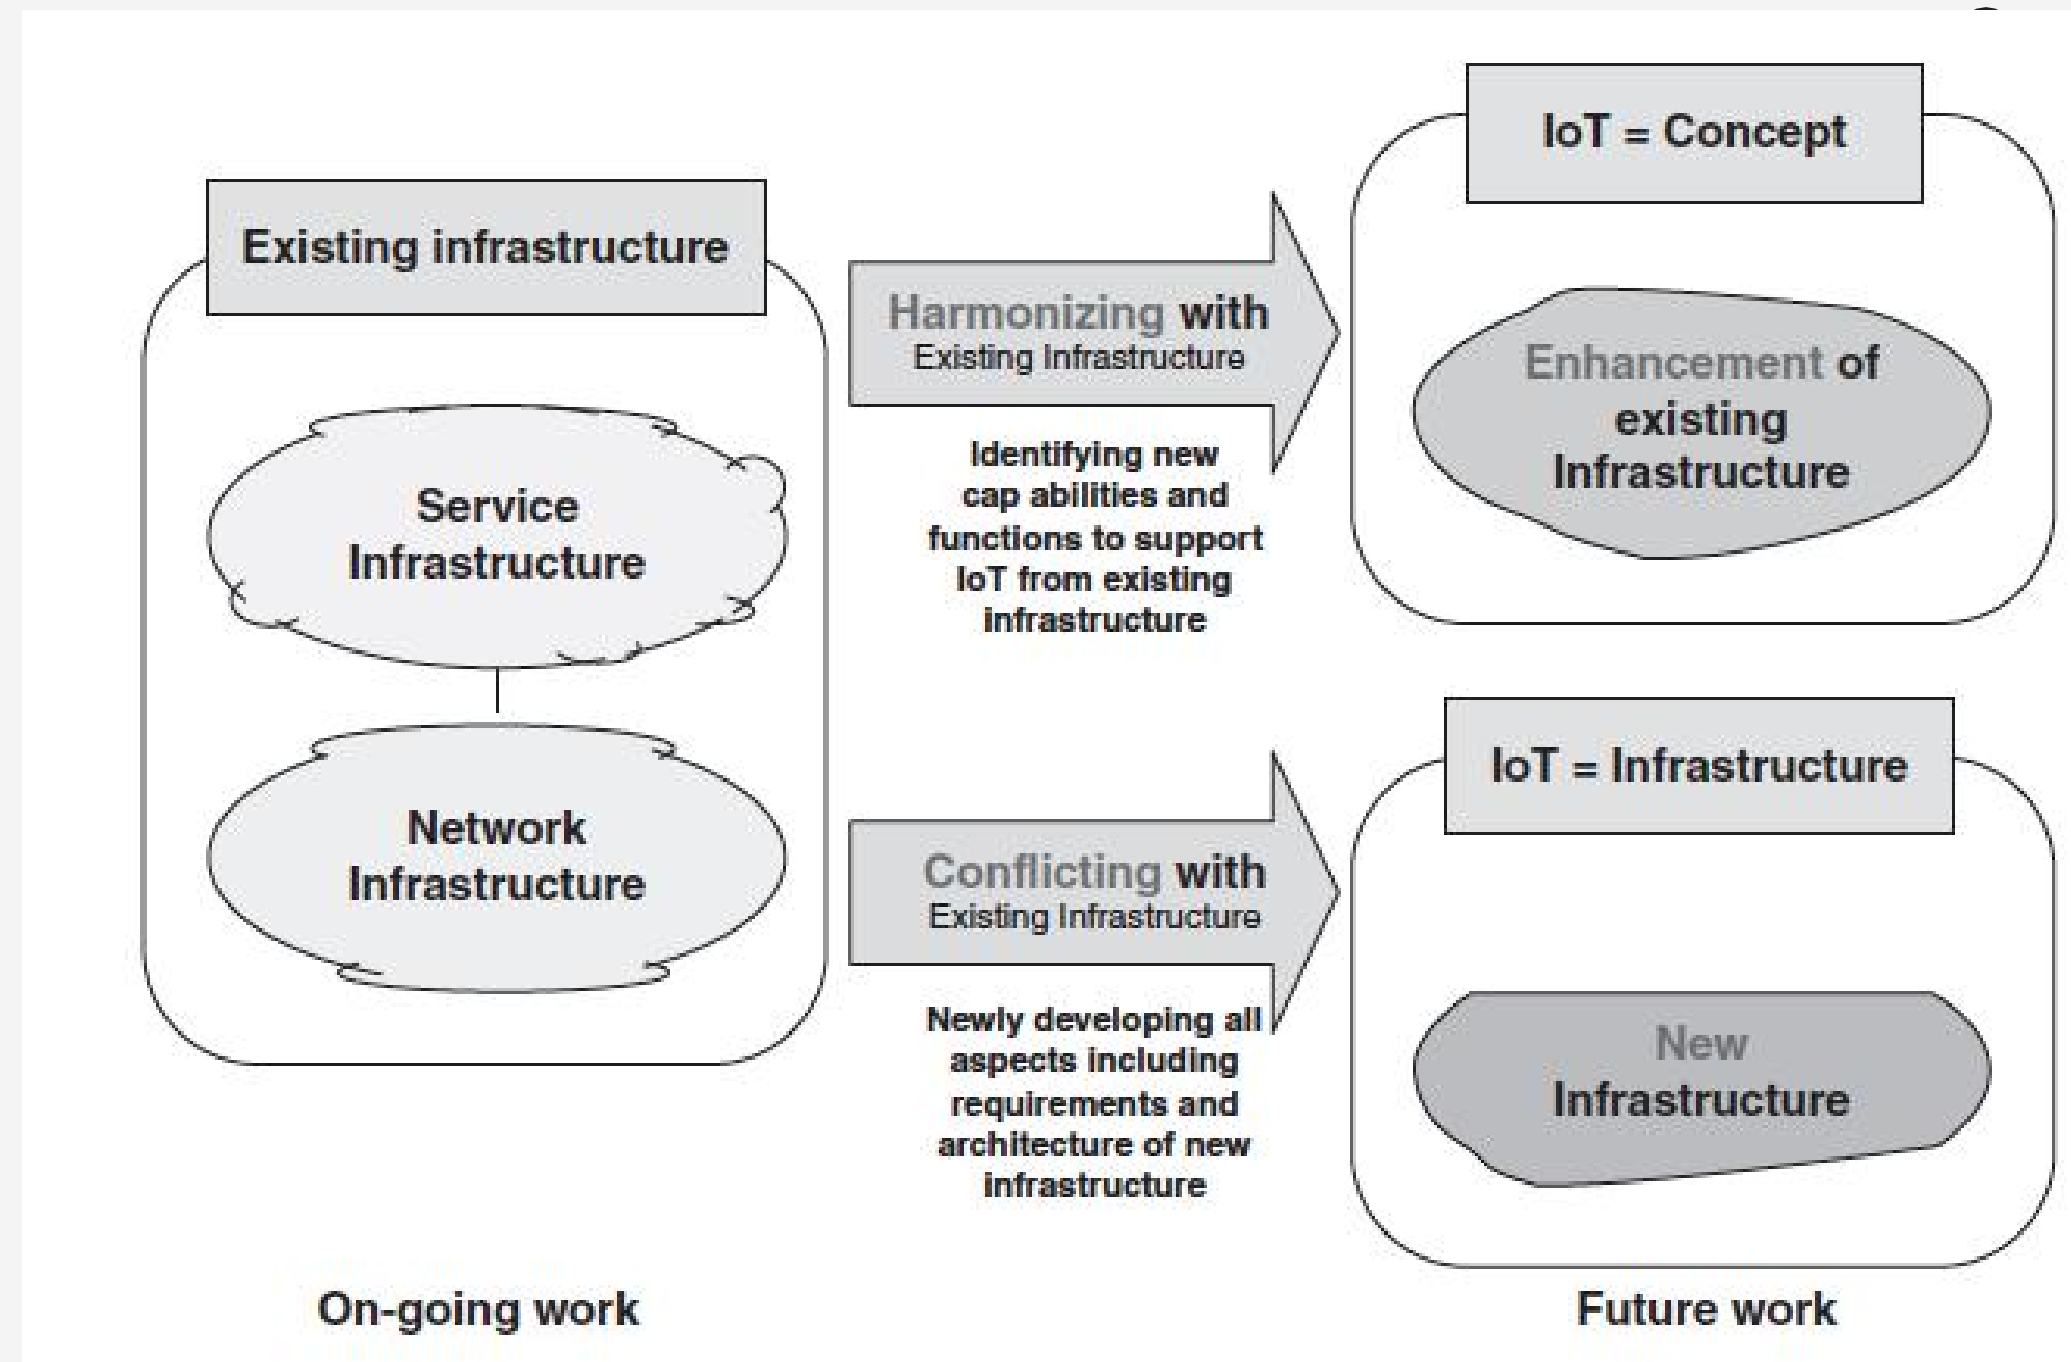 Existing infrastructure
Service
Infrastructure
Network
Infrastructure
On-going work
Harmonizing with
Existing Infrastructure
Identifying new
cap abilities and
functions to support
IoT from existing
infrastructure
Conflicting with
Existing Infrastructure
Newly developing all
aspects including
requirements and
architecture of new
infrastructure
IoT = Concept
Enhancement of
existing
Infrastructure
IoT = Infrastructure
New
Infrastructure
Future work